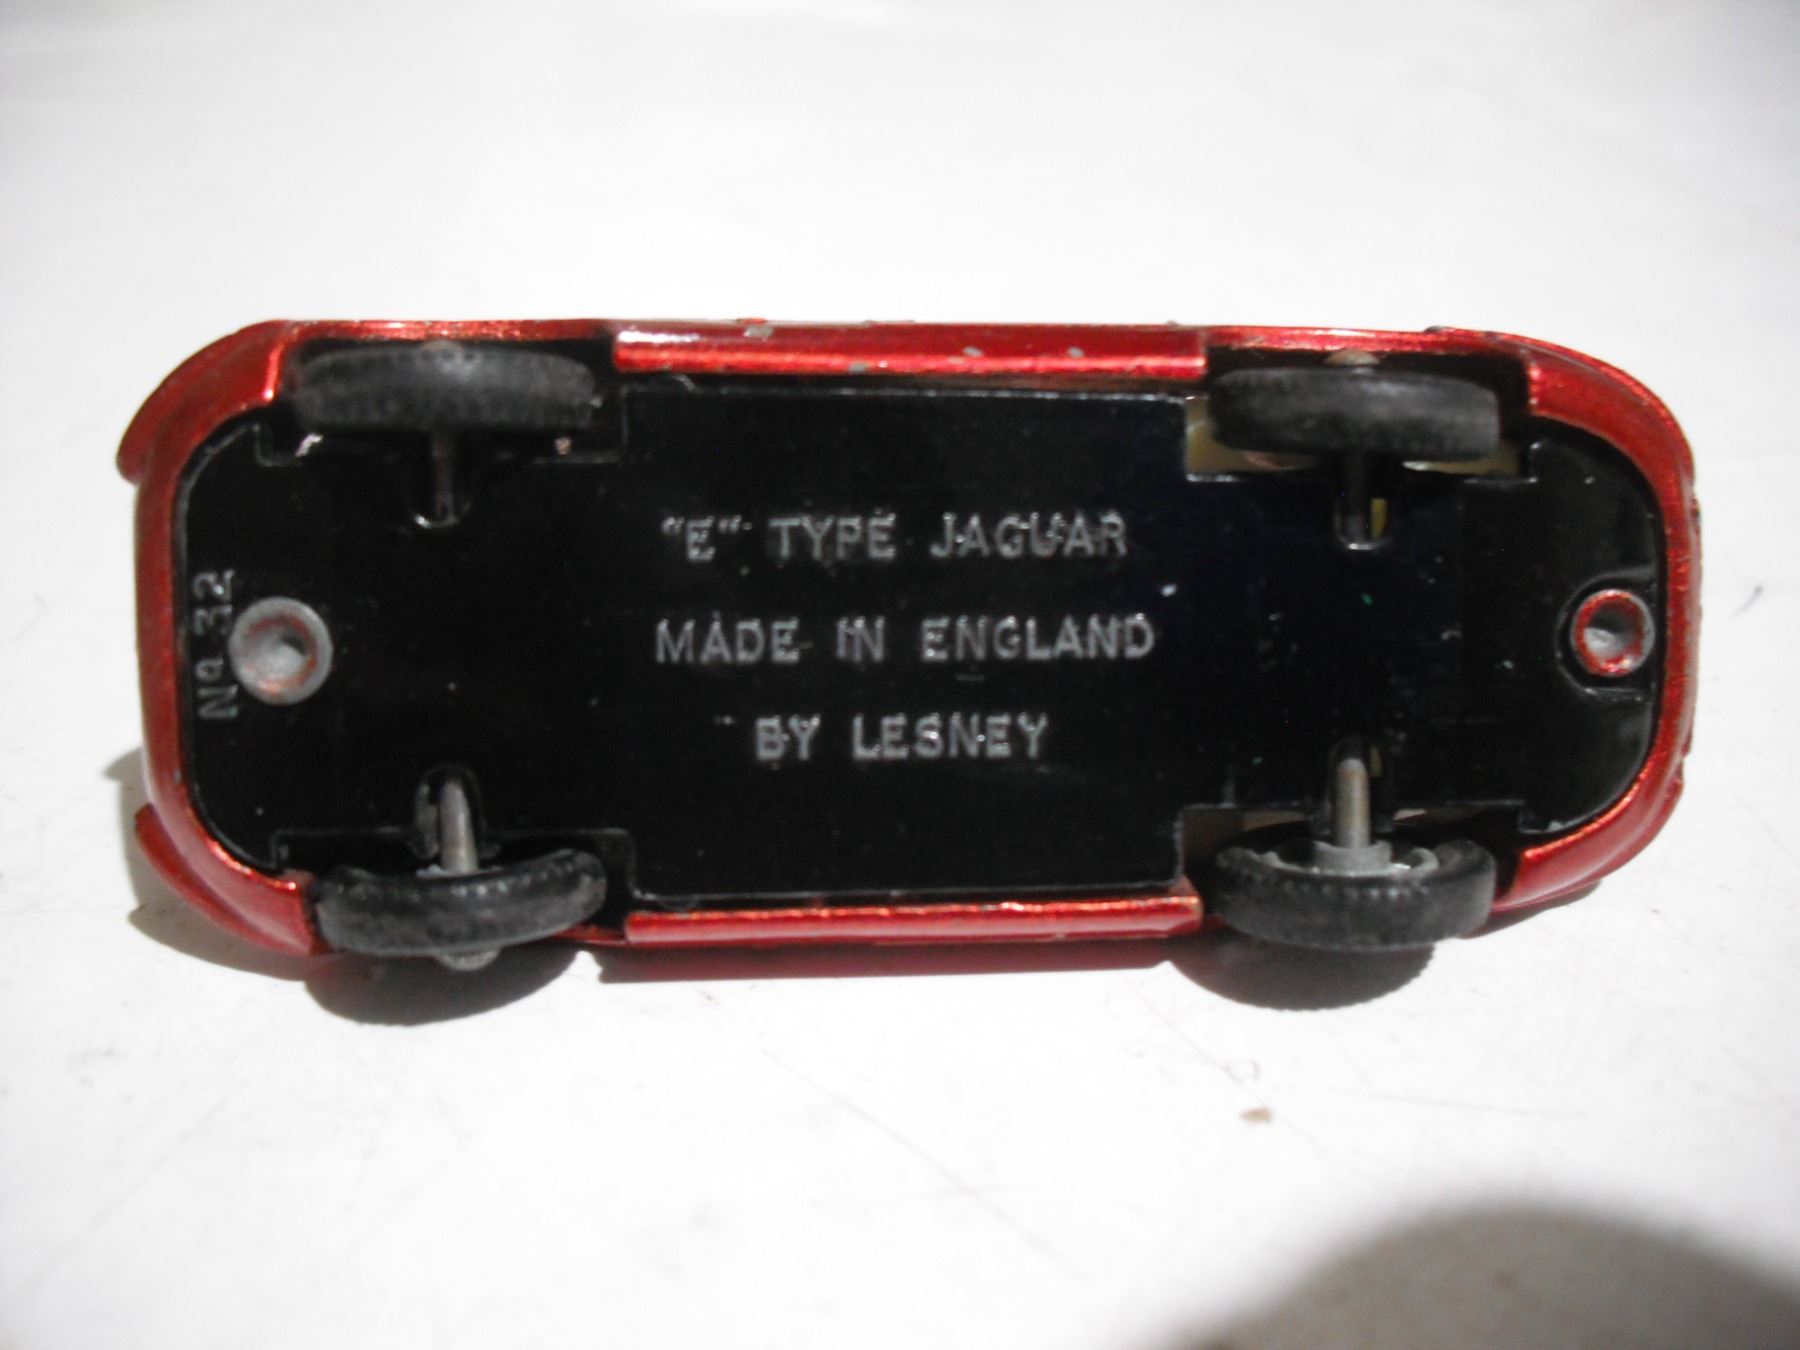 "E" TYPE JAGUAR
MADE IN ENGLAND
BY LESNEY
No 32